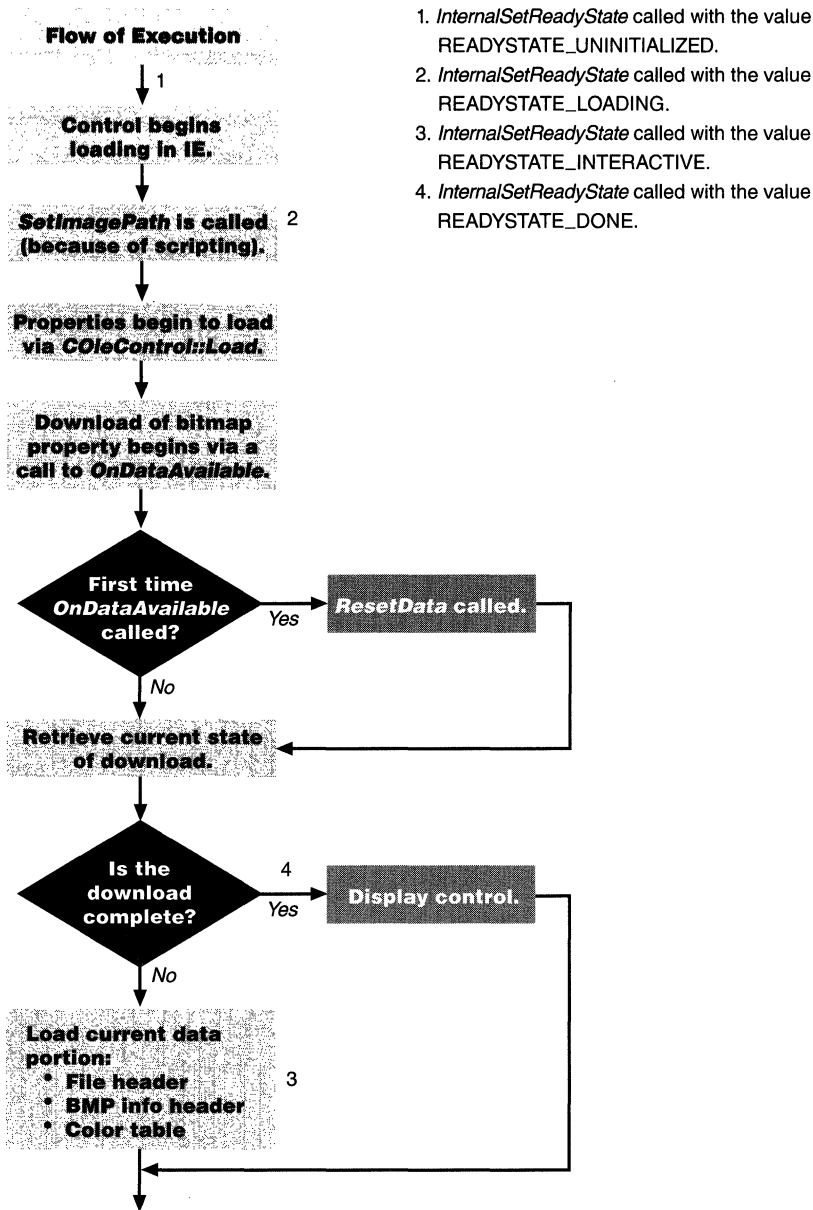 Flow of Execution
1
Control begins
loading in IE.
SetImagePath is called
(because of scripting).
2
Properties begin to load
via COleControl::Load.
Download of bitmap
property begins via a
call to OnDataAvailable.
First time
OnDataAvailable
called?
Yes
ResetData called.
No
Retrieve current state
of download.
Is the
download
complete?
4
Yes
Display control.
No
Load current data
portion:
• File header
• BMP info header
• Color table
3
1. InternalSetReadyState called with the value
READYSTATE_UNINITIALIZED.
2. InternalSetReadyState called with the value
READYSTATE_LOADING.
3. InternalSetReadyState called with the value
READYSTATE_INTERACTIVE.
4. InternalSetReadyState called with the value
READYSTATE_DONE.